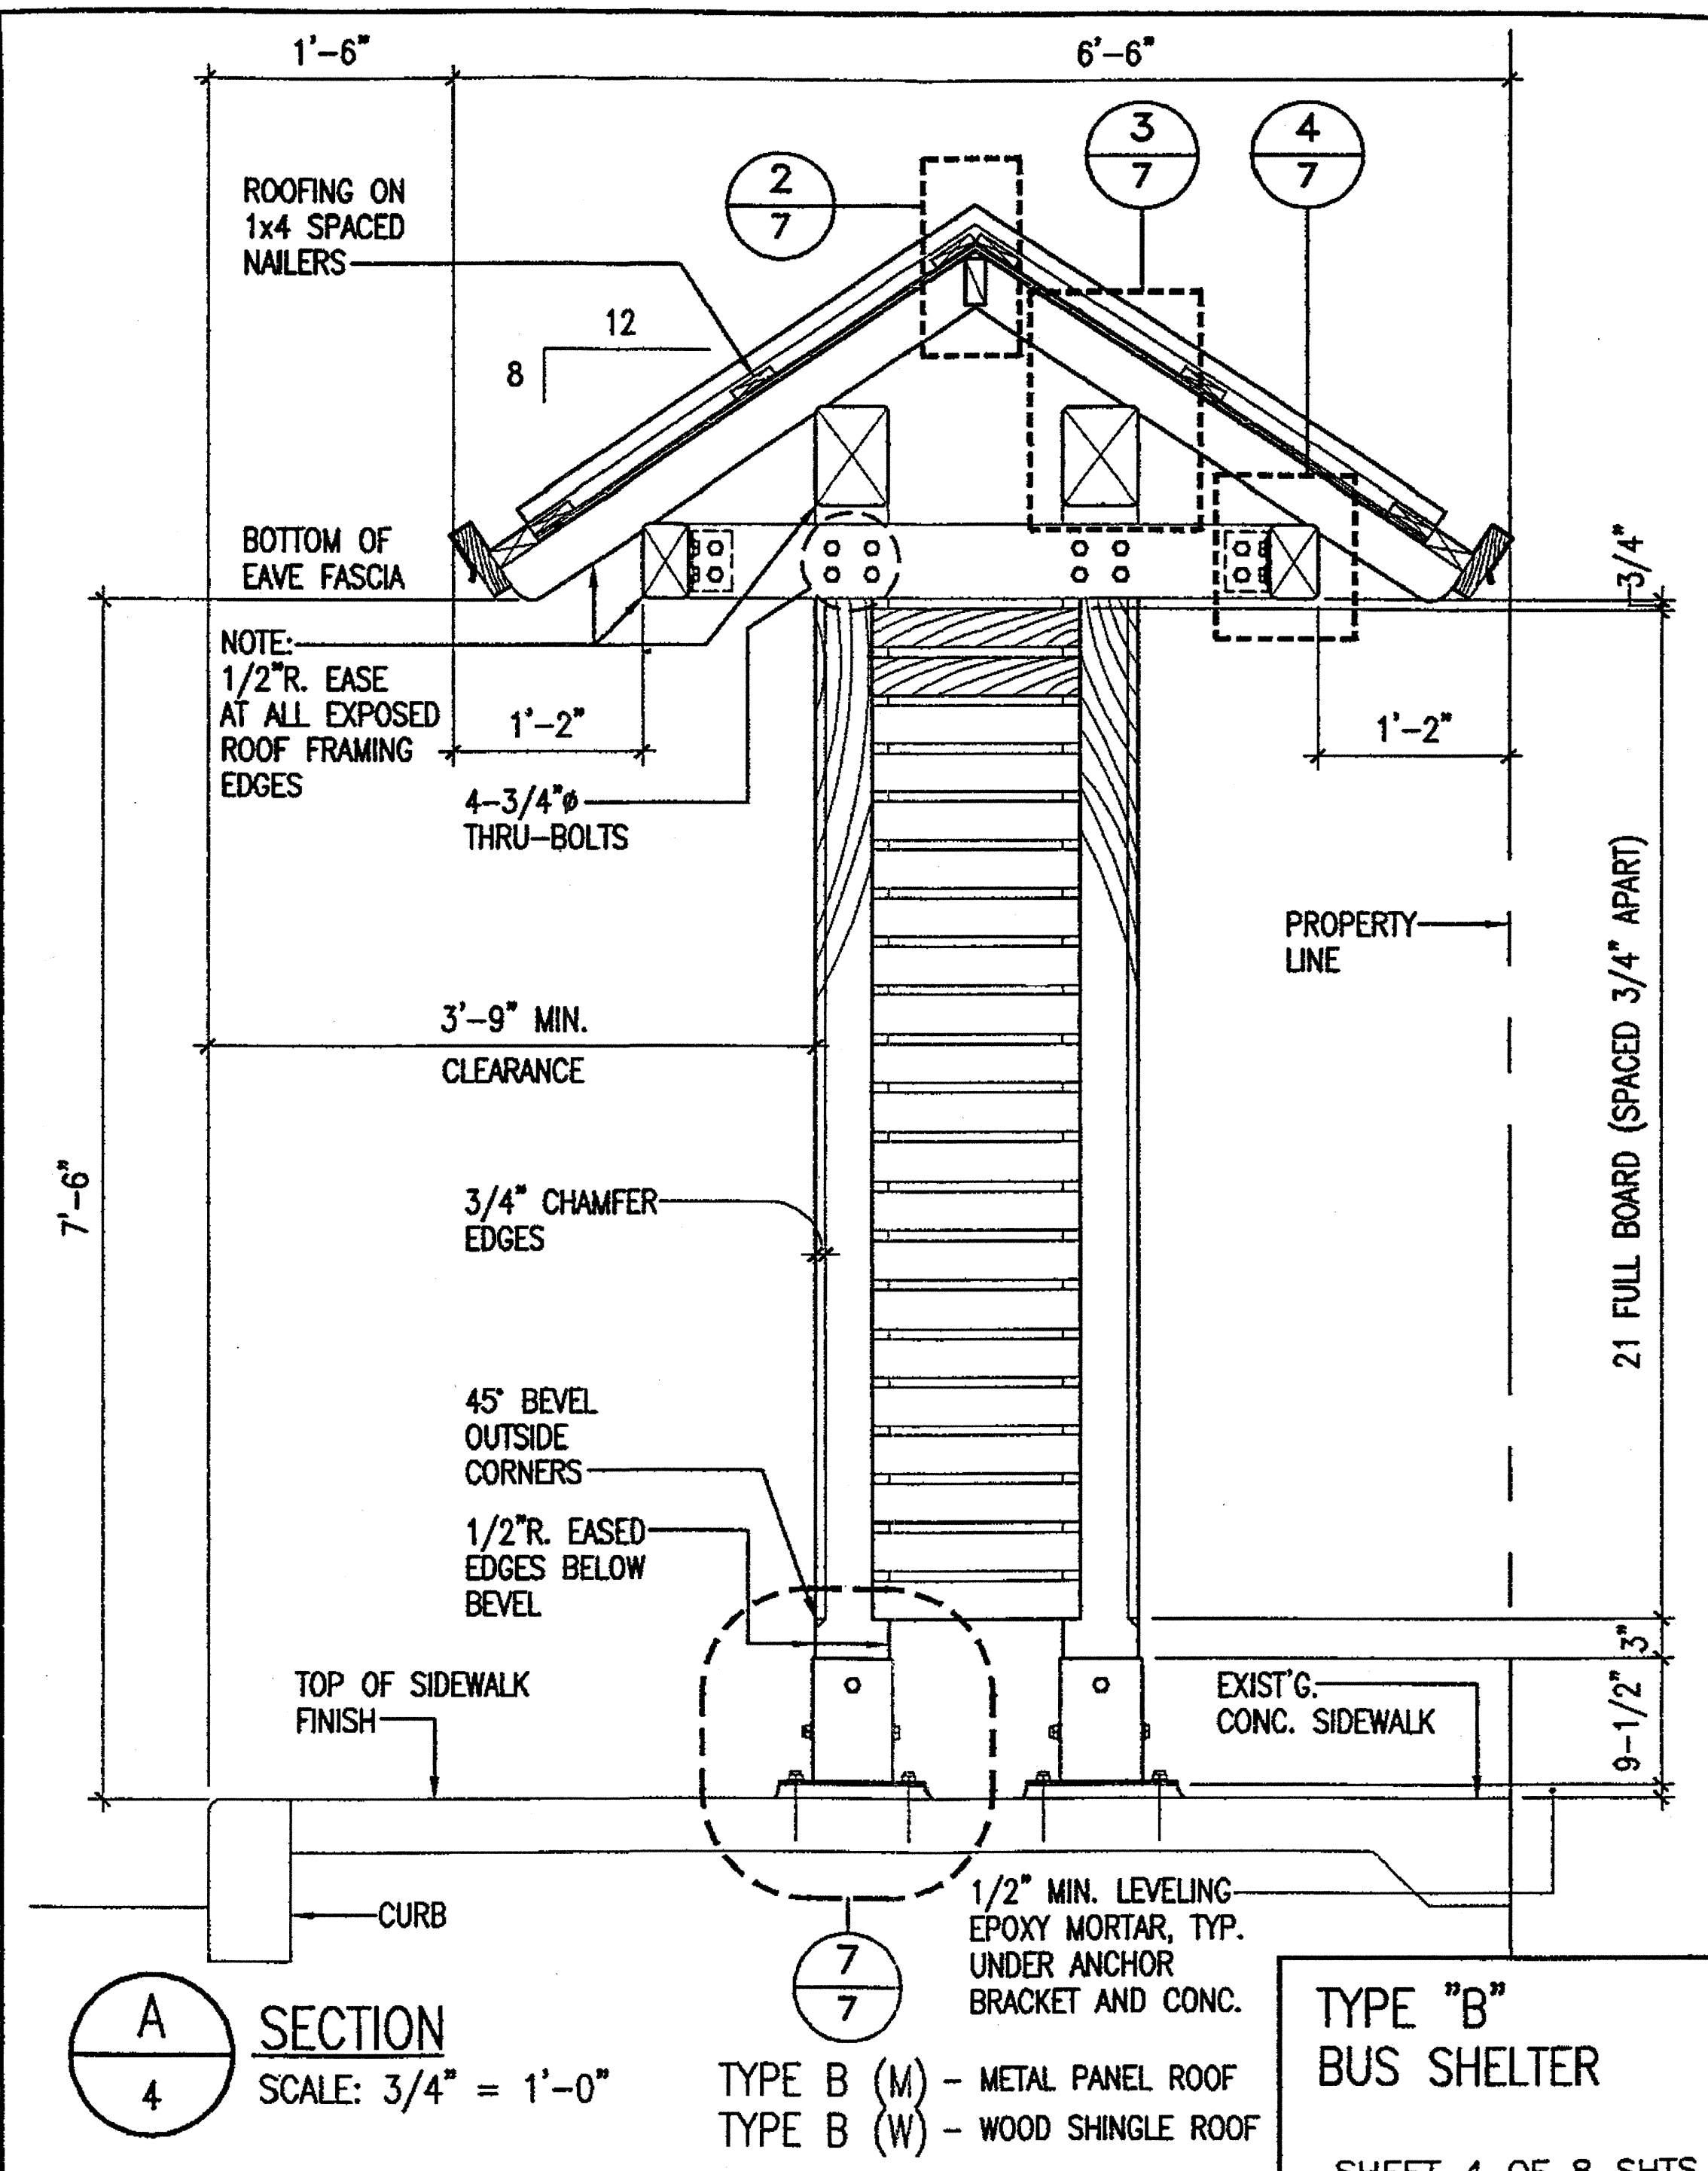 1'-6"
6'-6"
2
7
3
7
4
7
ROOFING ON
1x4 SPACED
NAILERS
12
8
BOTTOM OF
EAVE FASCIA
3/4"
NOTE:
1/2"R. EASE
AT ALL EXPOSED
ROOF FRAMING
EDGES
1'-2"
1'-2"
4-3/4"ø
THRU-BOLTS
PROPERTY
LINE
21 FULL BOARD (SPACED 3/4" APART)
3'-9" MIN.
CLEARANCE
7'-6"
3/4" CHAMFER
EDGES
45° BEVEL
OUTSIDE
CORNERS
1/2"R. EASED
EDGES BELOW
BEVEL
3"
TOP OF SIDEWALK
FINISH
EXIST'G.
CONC. SIDEWALK
9-1/2"
CURB
1/2" MIN. LEVELING
EPOXY MORTAR, TYP.
UNDER ANCHOR
BRACKET AND CONC.
7
7
A
4
SECTION
SCALE: 3/4" = 1'-0"
TYPE B (M) - METAL PANEL ROOF
TYPE B (W) - WOOD SHINGLE ROOF
TYPE "B"
BUS SHELTER
SHEET 4 OF 8 SHTS